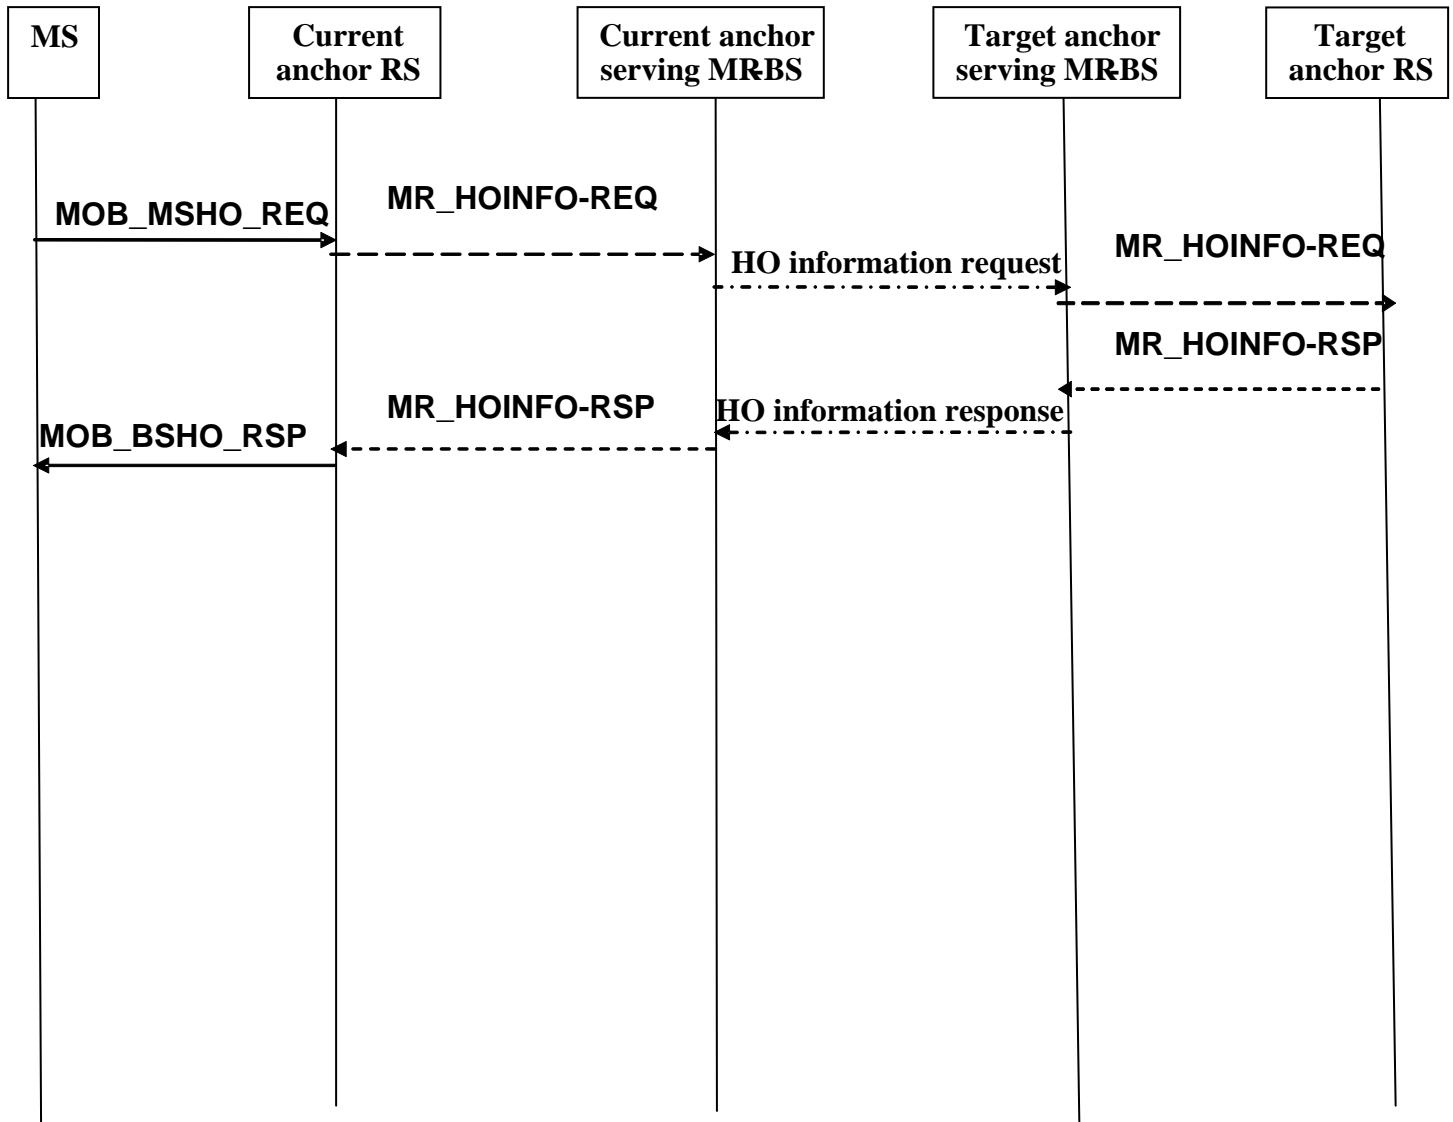 MS
Current
anchor RS
Current anchor
serving MR-BS
Target anchor
serving MR-BS
Target
anchor RS
MOB_MSHO_REQ
MR_HOINFO-REQ
HO information request
MR_HOINFO-REQ
MR_HOINFO-RSP
HO information response
MR_HOINFO-RSP
MOB_BSHO_RSP